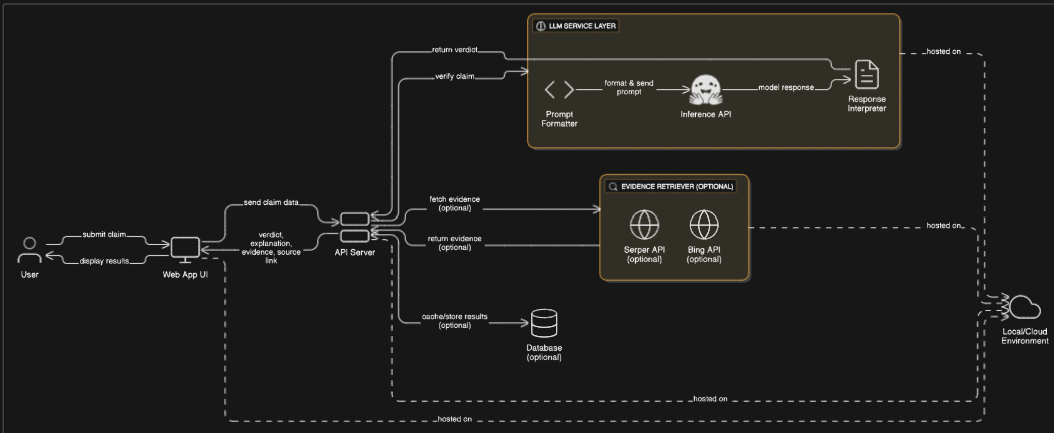 LLM SERVICE LAYER
return verdict
hosted on
verify claim
format & send
prompt
model response
Prompt
Formatter
Inference API
Response
Interpreter
EVIDENCE RETRIEVER (OPTIONAL)
send claim data
fetch evidence
(optional)
submit claim
verdict,
explanation,
evidence, source
link
return evidence
(optional)
Serper API
(optional)
Bing API
(optional)
hosted on
display results
User
Web App UI
API Server
cache/store results
(optional)
Database
(optional)
Local/Cloud
Environment
hosted on
hosted on